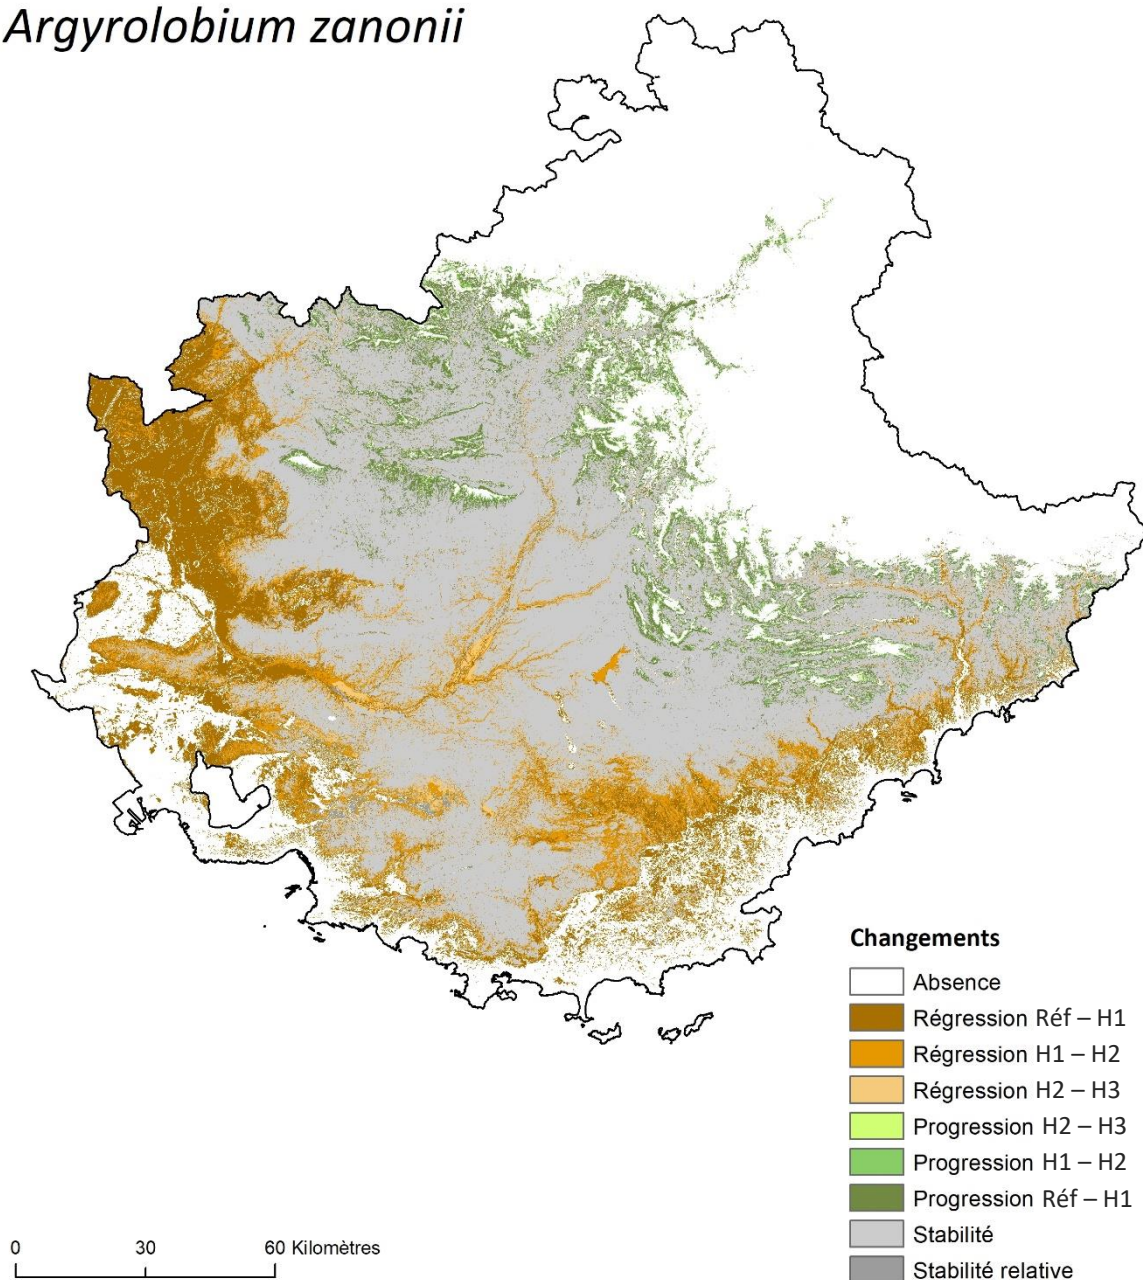 Argyrolobium zanonii
Changements
Absence
Régression Réf – H1
Régression H1 – H2
Régression H2 – H3
Progression H2 – H3
Progression H1 – H2
Progression Réf – H1
Stabilité
Stabilité relative
0 30 60 Kilomètres